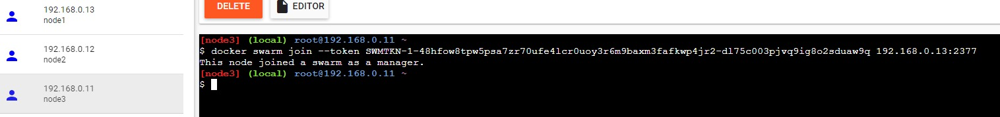 192.168.0.13
node1
192.168.0.12
node2
192.168.0.11
node3
DELETE
EDITOR
[node3] (local) root@192.168.0.11 ~
$ docker swarm join --token SWMTKN-1-48hfow8tpw5psa7zr70ufe4lcr0uoy3r6m9baxm3fafkwp4jr2-dl75c003pjvq9ig8o2sduaw9q 192.168.0.13:2377
This node joined a swarm as a manager.
[node3] (local) root@192.168.0.11 ~
$